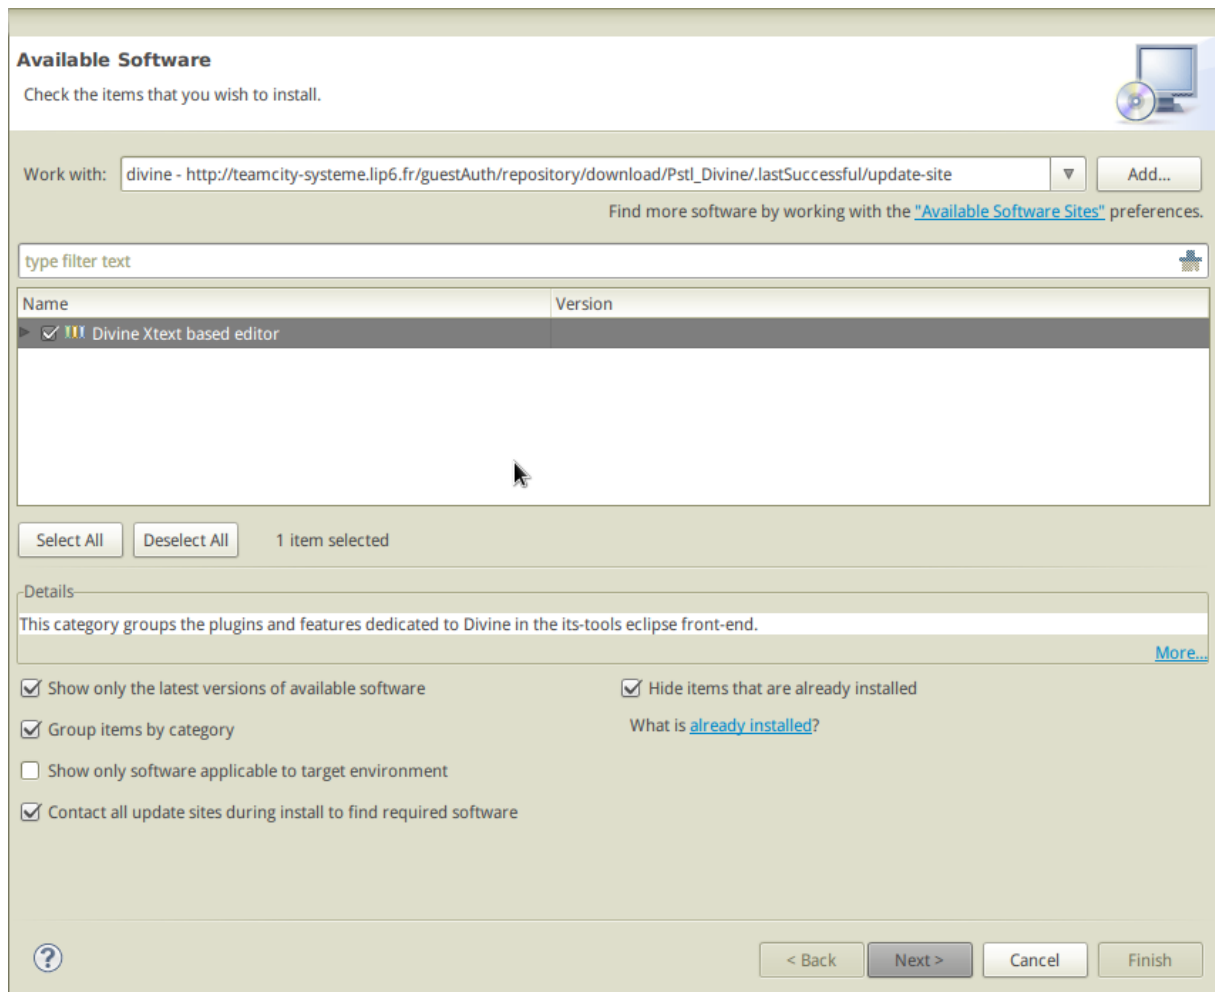 Available Software
Check the items that you wish to install.
Work with: divine - http://teamcity-systeme.lip6.fr/guestAuth/repository/download/Pstl_Divine/.lastSuccessful/update-site Add...
Find more software by working with the "Available Software Sites" preferences.
type filter text
Name Version
Divine Xtext based editor
Select All Deselect All 1 item selected
Details
This category groups the plugins and features dedicated to Divine in the its-tools eclipse front-end.
More...
Show only the latest versions of available software Hide items that are already installed
Group items by category What is already installed?
Show only software applicable to target environment
Contact all update sites during install to find required software
? < Back Next > Cancel Finish